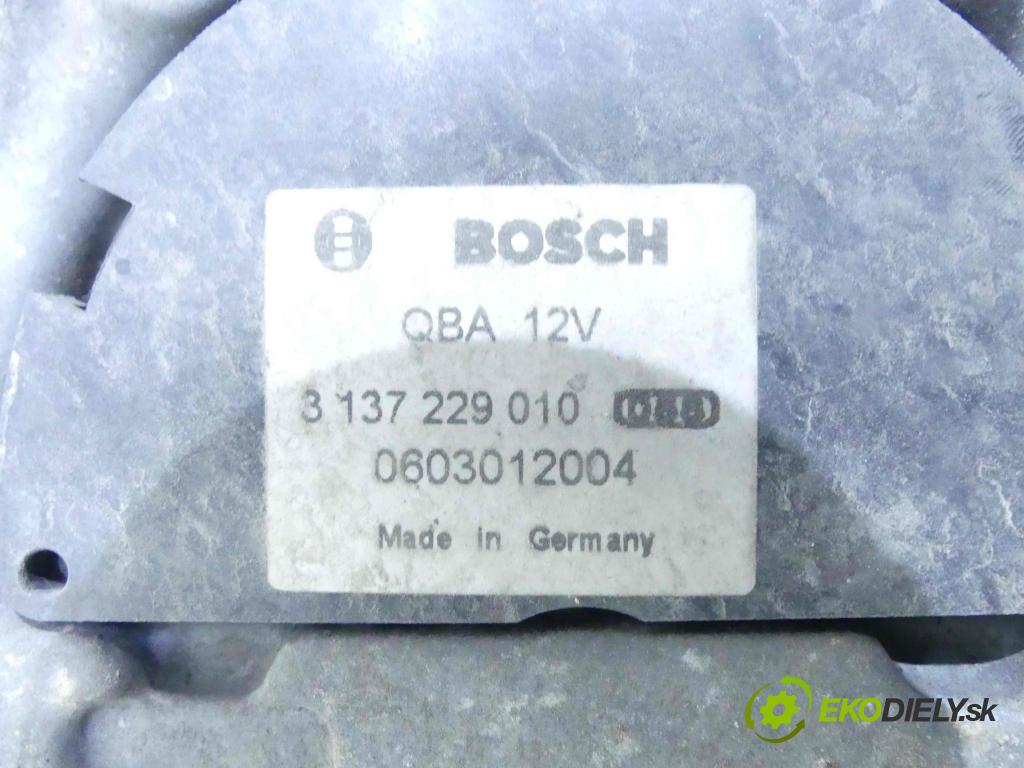 BOSCH
QBA 12V
3 137 229 010
0603012004
Made in Germany
EKODIELY.sk